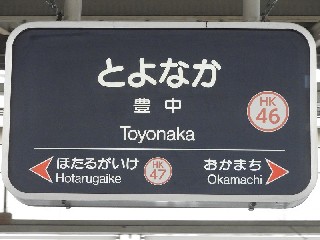 とよなか
豊中
Toyonaka
HK
46
ほたるがいけ
Hotarugaike
HK
47
おかまち
Okamachi